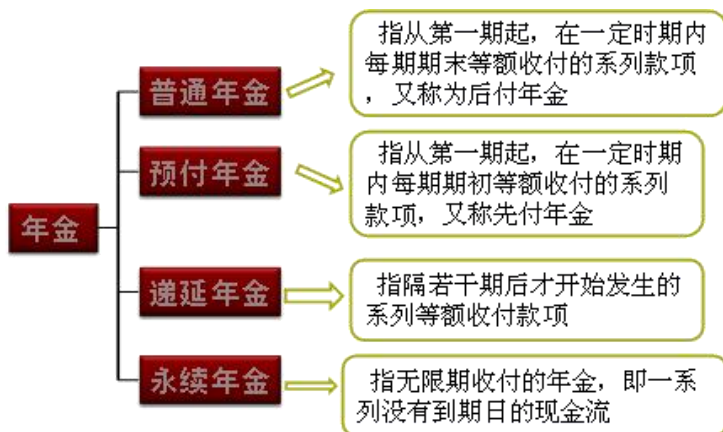 年金
普通年金
指从第一期起，在一定时期内
每期期末等额收付的系列款项
，又称为后付年金
预付年金
指从第一期起，在一定时期
内每期期初等额收付的系列
款项，又称先付年金
递延年金
指隔若干期后才开始发生的
系列等额收付款项
永续年金
指无限期收付的年金，即一系
列没有到期日的现金流